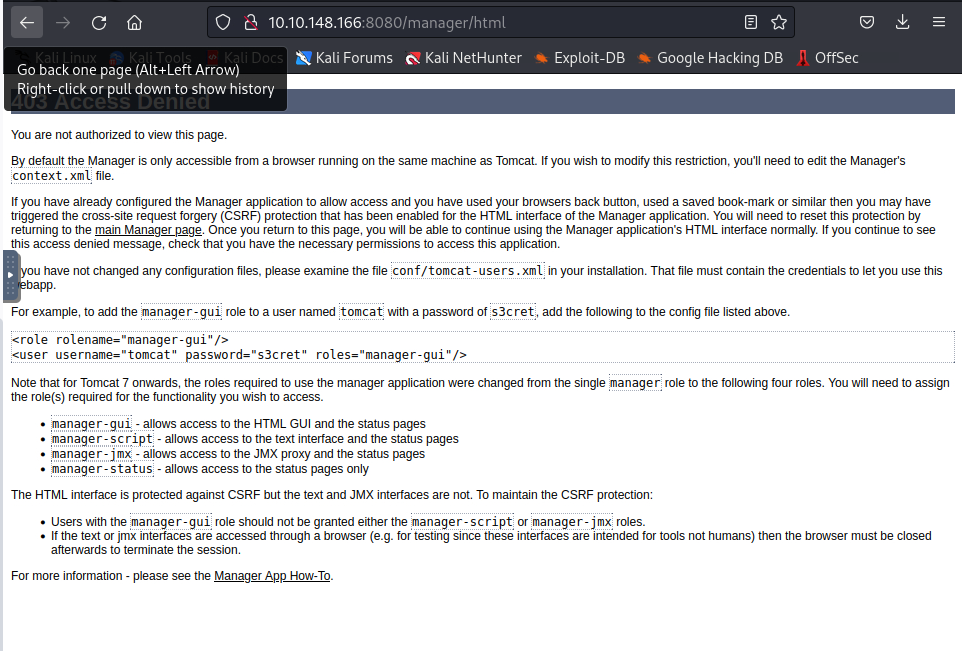 10.10.148.166:8080/manager/html
Kali Linux Kali Tools Kali Docs Kali Forums Kali NetHunter Exploit-DB Google Hacking DB OffSec
Go back one page (Alt+Left Arrow)
Right-click or pull down to show history
403 Access Denied
You are not authorized to view this page.
By default the Manager is only accessible from a browser running on the same machine as Tomcat. If you wish to modify this restriction, you'll need to edit the Manager's
context.xml file.
If you have already configured the Manager application to allow access and you have used your browsers back button, used a saved book-mark or similar then you may have
triggered the cross-site request forgery (CSRF) protection that has been enabled for the HTML interface of the Manager application. You will need to reset this protection by
returning to the main Manager page. Once you return to this page, you will be able to continue using the Manager application's HTML interface normally. If you continue to see
this access denied message, check that you have the necessary permissions to access this application.
you have not changed any configuration files, please examine the file conf/tomcat-users.xml in your installation. That file must contain the credentials to let you use this
webapp.
For example, to add the manager-gui role to a user named tomcat with a password of s3cret, add the following to the config file listed above.
<role rolename="manager-gui"/>
<user username="tomcat" password="s3cret" roles="manager-gui"/>
Note that for Tomcat 7 onwards, the roles required to use the manager application were changed from the single manager role to the following four roles. You will need to assign
the role(s) required for the functionality you wish to access.
• manager-gui - allows access to the HTML GUI and the status pages
• manager-script - allows access to the text interface and the status pages
• manager-jmx - allows access to the JMX proxy and the status pages
• manager-status - allows access to the status pages only
The HTML interface is protected against CSRF but the text and JMX interfaces are not. To maintain the CSRF protection:
• Users with the manager-gui role should not be granted either the manager-script or manager-jmx roles.
• If the text or jmx interfaces are accessed through a browser (e.g. for testing since these interfaces are intended for tools not humans) then the browser must be closed
afterwards to terminate the session.
For more information - please see the Manager App How-To.